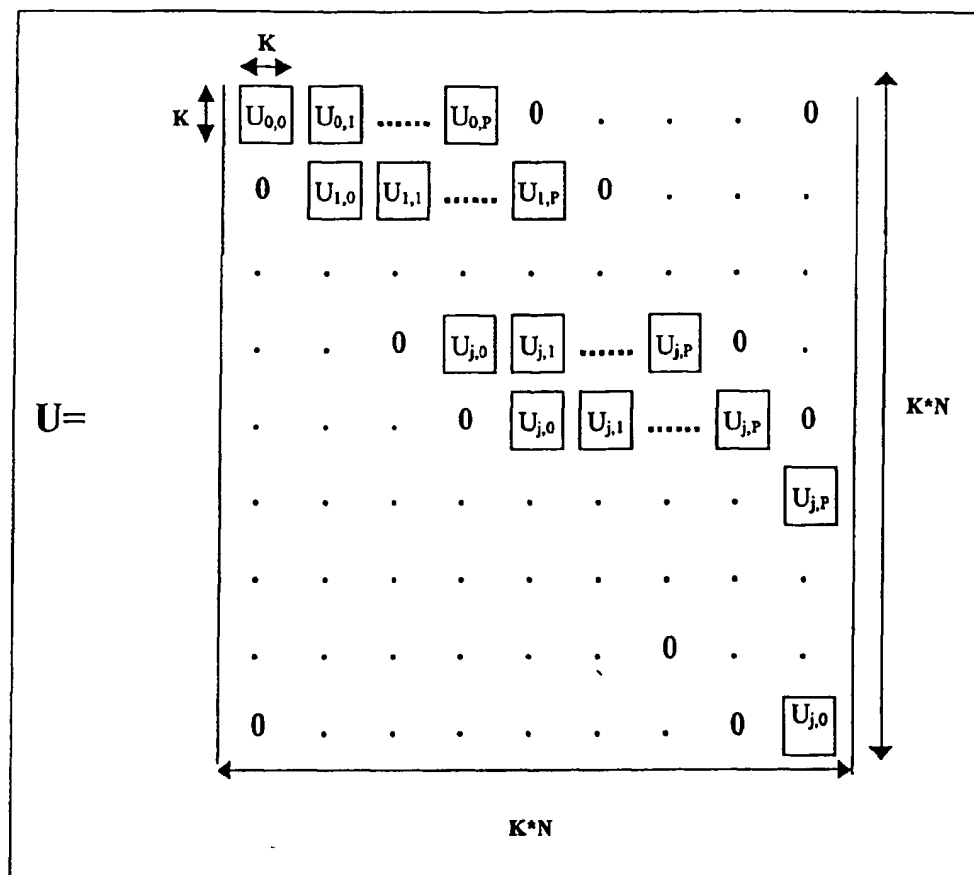 K
K U0,0 U0,1 ...... U0,P 0 . . . 0
0 U1,0 U1,1 ...... U1,P 0 . . .
. . . . . . . . .
. . 0 Uj,0 Uj,1 ...... Uj,P 0 .
U= . . . 0 Uj,0 Uj,1 ...... Uj,P 0 K*N
. . . . . . . . Uj,P
. . . . . . . . .
. . . . . . 0 . .
0 . . . . . . 0 Uj,0
K*N